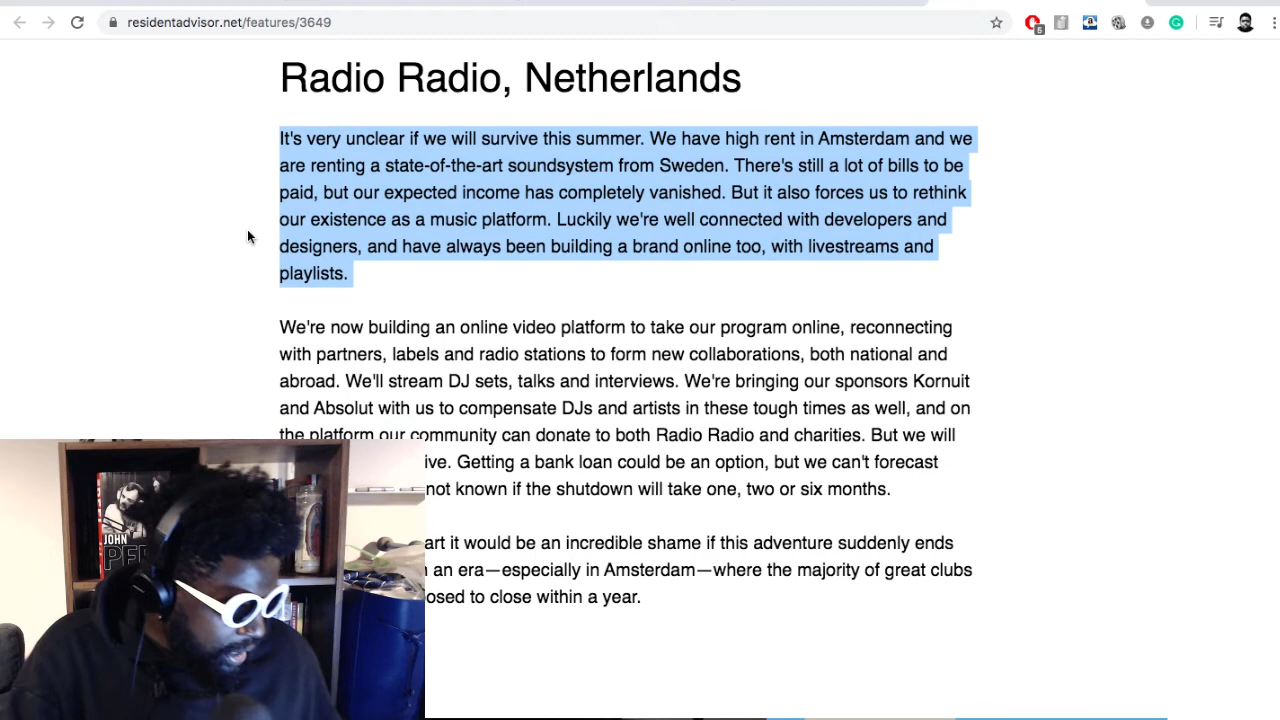 residentadvisor.net/features/3649
5
Radio Radio, Netherlands
It's very unclear if we will survive this summer. We have high rent in Amsterdam and we
are renting a state-of-the-art soundsystem from Sweden. There's still a lot of bills to be
paid, but our expected income has completely vanished. But it also forces us to rethink
our existence as a music platform. Luckily we're well connected with developers and
designers, and have always been building a brand online too, with livestreams and
playlists.
We're now building an online video platform to take our program online, reconnecting
with partners, labels and radio stations to form new collaborations, both national and
abroad. We'll stream DJ sets, talks and interviews. We're bringing our sponsors Kornuit
and Absolut with us to compensate DJs and artists in these tough times as well, and on
the platform our community can donate to both Radio Radio and charities. But we will
ive. Getting a bank loan could be an option, but we can't forecast
not known if the shutdown will take one, two or six months.
art it would be an incredible shame if this adventure suddenly ends
an era—especially in Amsterdam—where the majority of great clubs
osed to close within a year.
JOHN